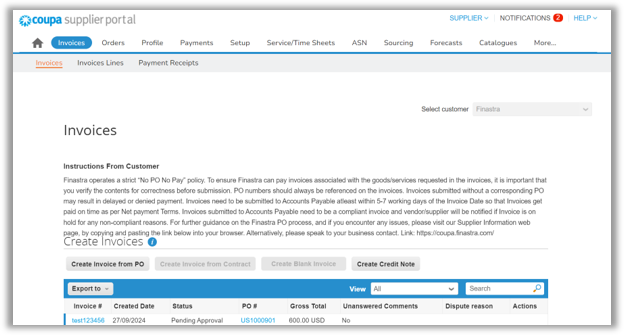 coupa supplier portal
SUPPLIER NOTIFICATIONS 2 HELP
Invoices Orders Profile Payments Setup Service/Time Sheets ASN Sourcing Forecasts Catalogues More...
Invoices Invoices Lines Payment Receipts
Select customer Finastra
Invoices
Instructions From Customer
Finastra operates a strict "No PO No Pay" policy. To ensure Finastra can pay invoices associated with the goods/services requested in the invoices, it is important that
you verify the contents for correctness before submission. PO numbers should always be referenced on the invoices. Invoices submitted without a corresponding PO
may result in delayed or denied payment. Invoices need to be submitted to Accounts Payable atleast within 5-7 working days of the Invoice Date so that Invoices get
paid on time as per Net payment Terms. Invoices submitted to Accounts Payable need to be a compliant invoice and vendor/supplier will be notified if Invoice is on
hold for any non-compliant reasons. For further guidance on the Finastra PO process, and if you encounter any issues, please visit our Supplier Information web
page, by copying and pasting the link below into your browser. Alternatively, please speak to your business contact. Link: https://coupa.finastra.com/
Create Invoices i
Create Invoice from PO Create Invoice from Contract Create Blank Invoice Create Credit Note
Export to View All Search
Invoice # Created Date Status PO # Gross Total Unanswered Comments Dispute reason Actions
test123456 27/09/2024 Pending Approval US1000901 600.00 USD No